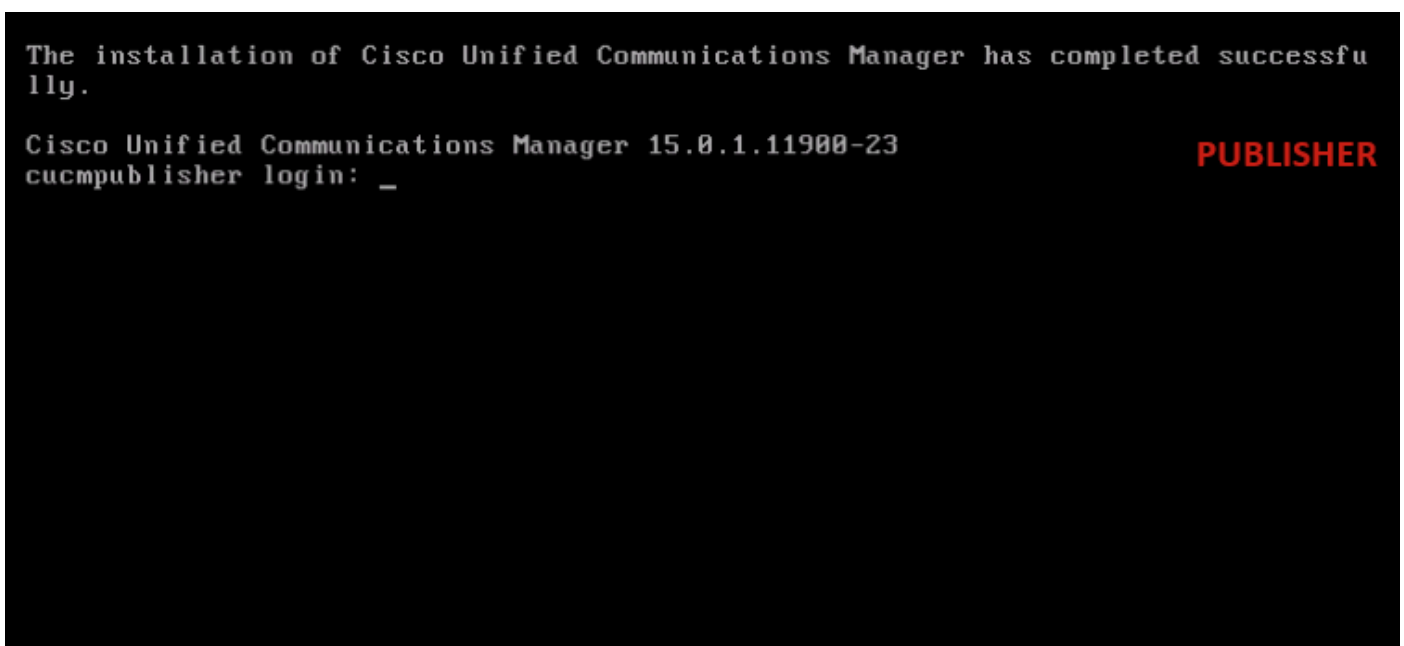 The installation of Cisco Unified Communications Manager has completed successfu
lly.
Cisco Unified Communications Manager 15.0.1.11900-23
PUBLISHER
cucmpublisher login: _